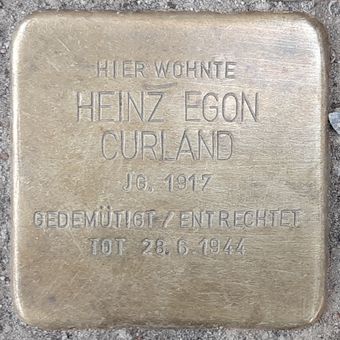 HIER WOHNTE
HEINZ EGON
CURLAND
JG. 1917
GEDEMÜTIGT / ENTRECHTET
TOT 28.6.1944